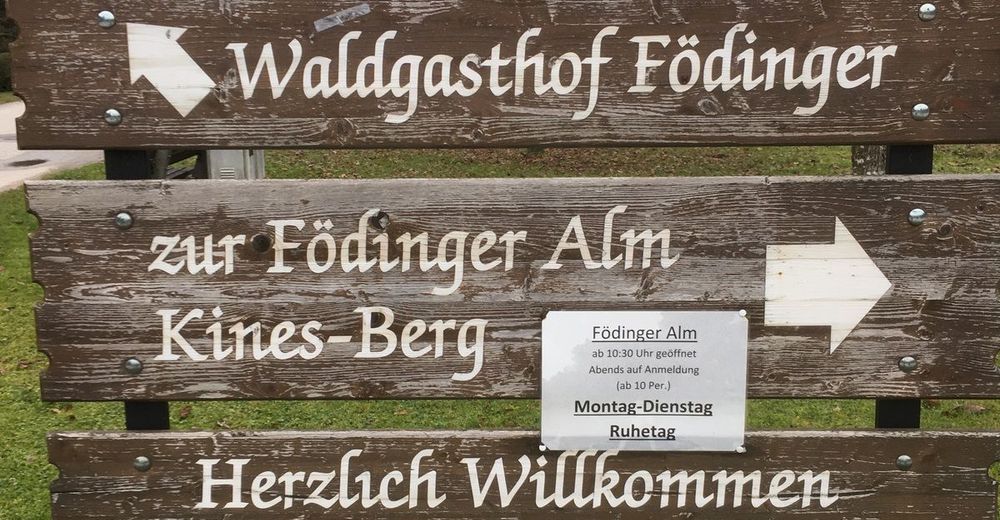 Waldgasthof Födinger
zur Födinger Alm
Kines-Berg
Födinger Alm
ab 10:30 Uhr geöffnet
Abends auf Anmeldung
(ab 10 Per.)
Montag-Dienstag
Ruhetag
Herzlich Willkommen